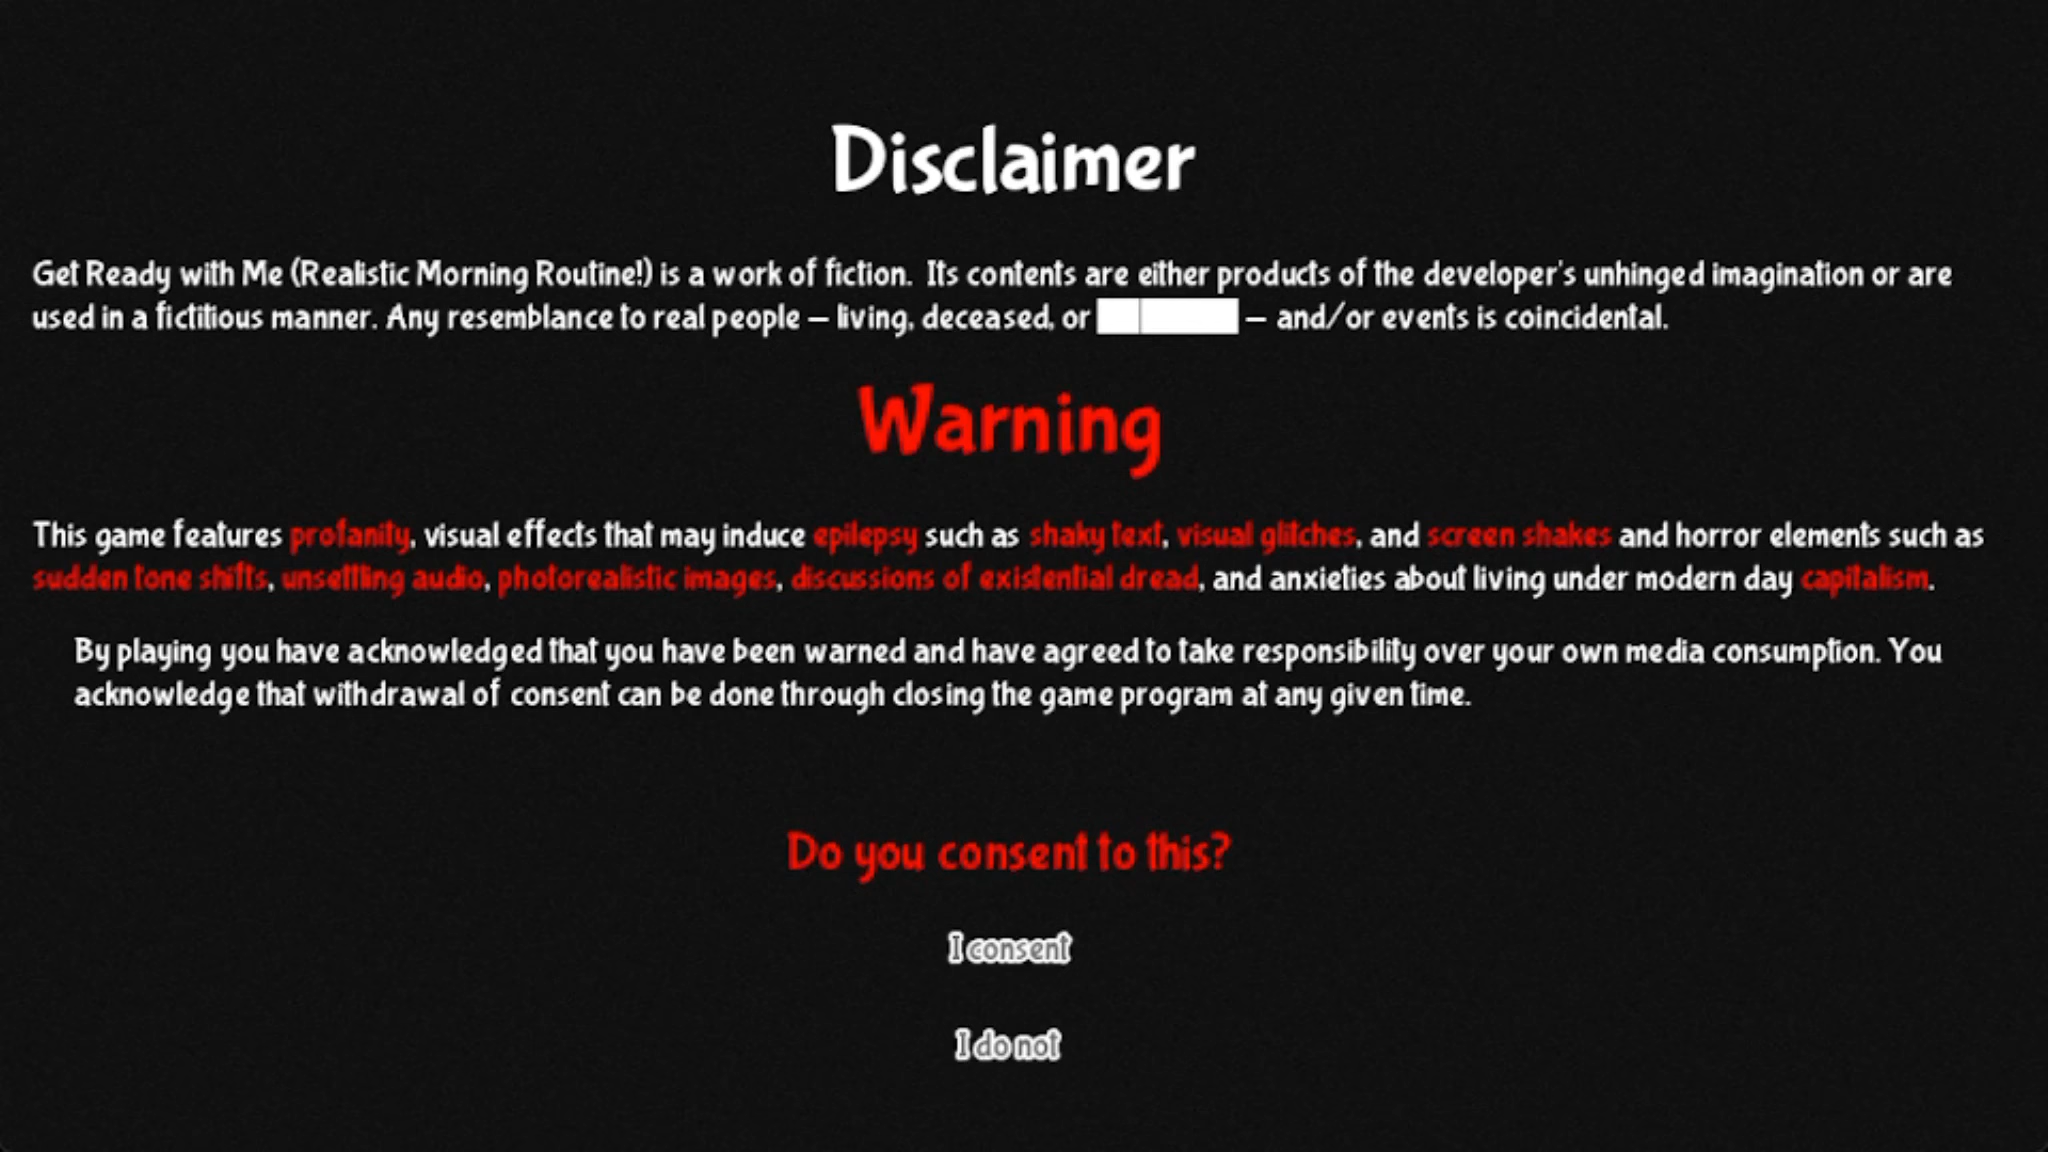 Disclaimer
Get Ready with Me (Realistic Morning Routine!) is a work of fiction. Its contents are either products of the developer's unhinged imagination or are
used in a fictitious manner. Any resemblance to real people – living, deceased, or – and/or events is coincidental.
Warning
This game features profanity, visual effects that may induce epilepsy such as shaky text, visual glitches, and screen shakes and horror elements such as
sudden tone shifts, unsettling audio, photorealistic images, discussions of existential dread, and anxieties about living under modern day capitalism.
By playing you have acknowledged that you have been warned and have agreed to take responsibility over your own media consumption. You
acknowledge that withdrawal of consent can be done through closing the game program at any given time.
Do you consent to this?
I consent
I do not